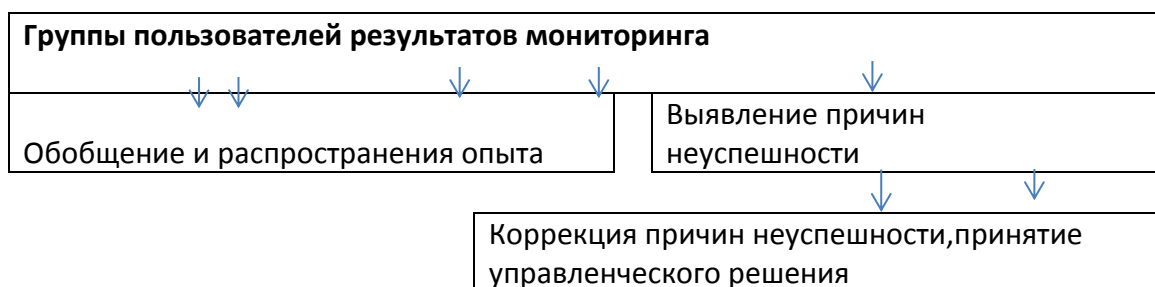 Группы пользователей результатов мониторинга
Обобщение и распространения опыта
Выявление причин
неуспешности
Коррекция причин неуспешности,принятие
управленческого решения